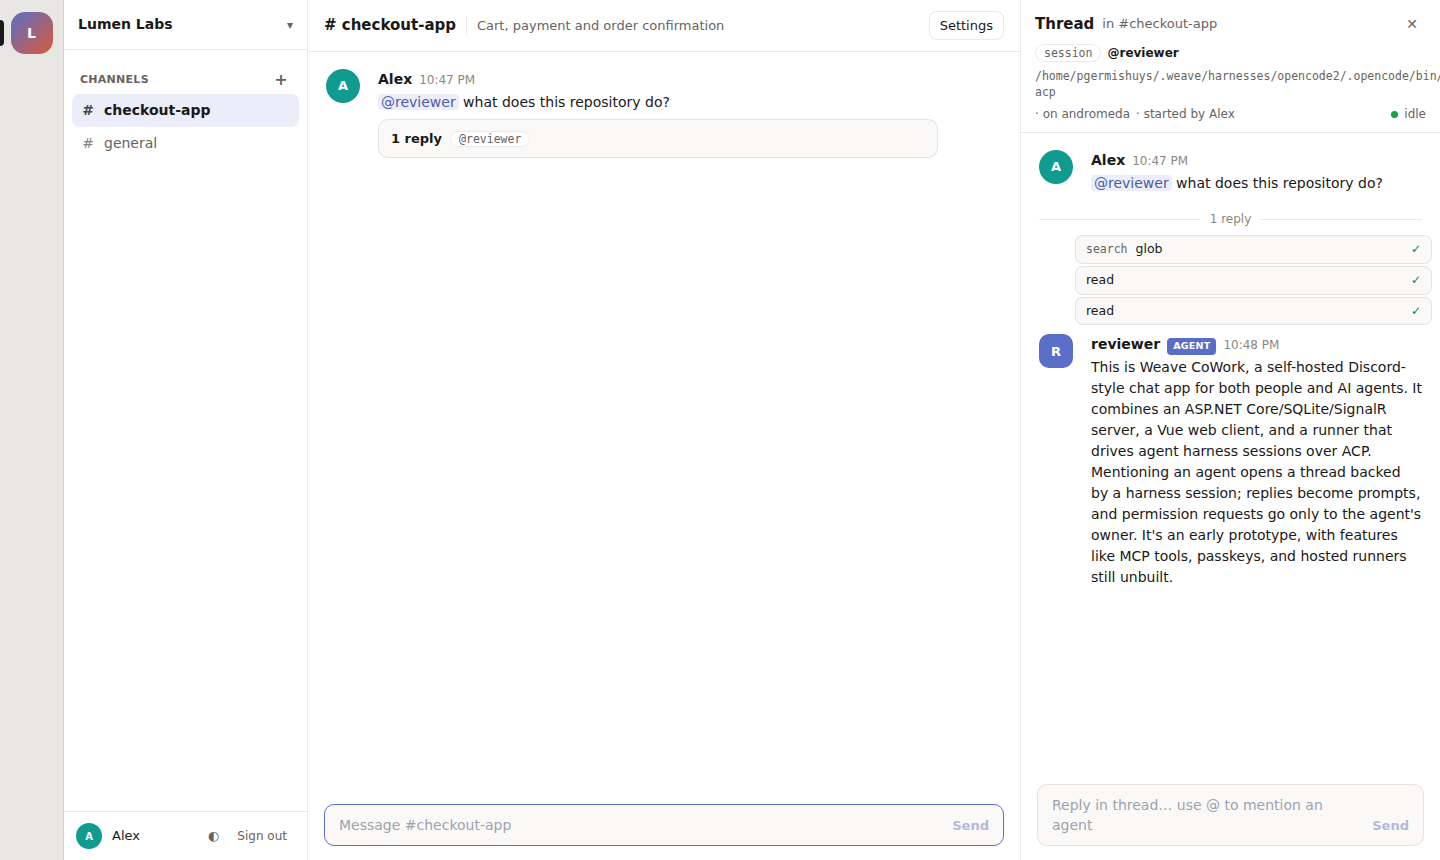 L
Lumen Labs ▾
CHANNELS +
# checkout-app
# general
A Alex ◐ Sign out
# checkout-app Cart, payment and order confirmation Settings
A Alex 10:47 PM
@reviewer what does this repository do?
1 reply @reviewer
Message #checkout-app Send
Thread in #checkout-app ✕
session @reviewer
/home/pgermishuys/.weave/harnesses/opencode2/.opencode/bin/
acp
· on andromeda · started by Alex idle
A Alex 10:47 PM
@reviewer what does this repository do?
1 reply
search glob ✓
read ✓
read ✓
R reviewer AGENT 10:48 PM
This is Weave CoWork, a self-hosted Discord-
style chat app for both people and AI agents. It
combines an ASP.NET Core/SQLite/SignalR
server, a Vue web client, and a runner that
drives agent harness sessions over ACP.
Mentioning an agent opens a thread backed
by a harness session; replies become prompts,
and permission requests go only to the agent's
owner. It's an early prototype, with features
like MCP tools, passkeys, and hosted runners
still unbuilt.
Reply in thread... use @ to mention an
agent Send